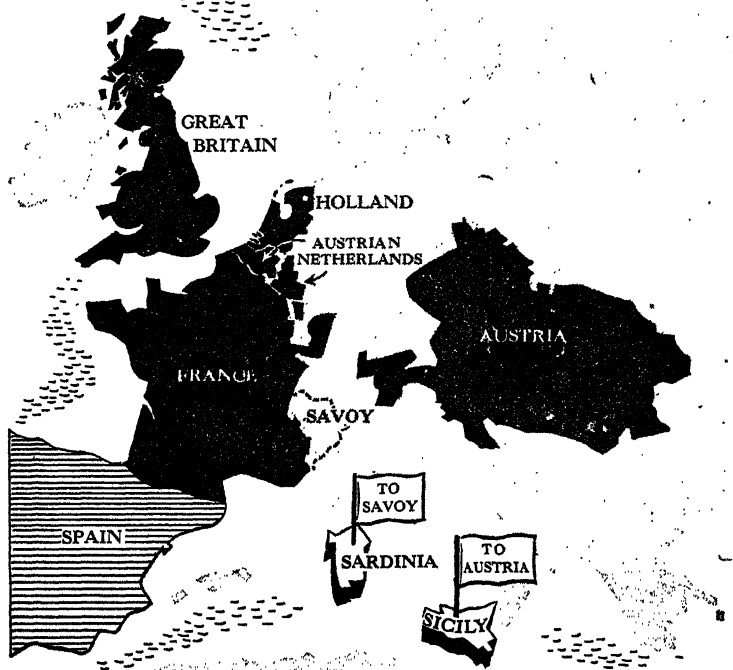 GREAT
BRITAIN
HOLLAND
AUSTRIAN
NETHERLANDS
AUSTRIA
FRANCE
SAVOY
TO
SAVOY
SPAIN
SARDINIA
TO
AUSTRIA
SICILY